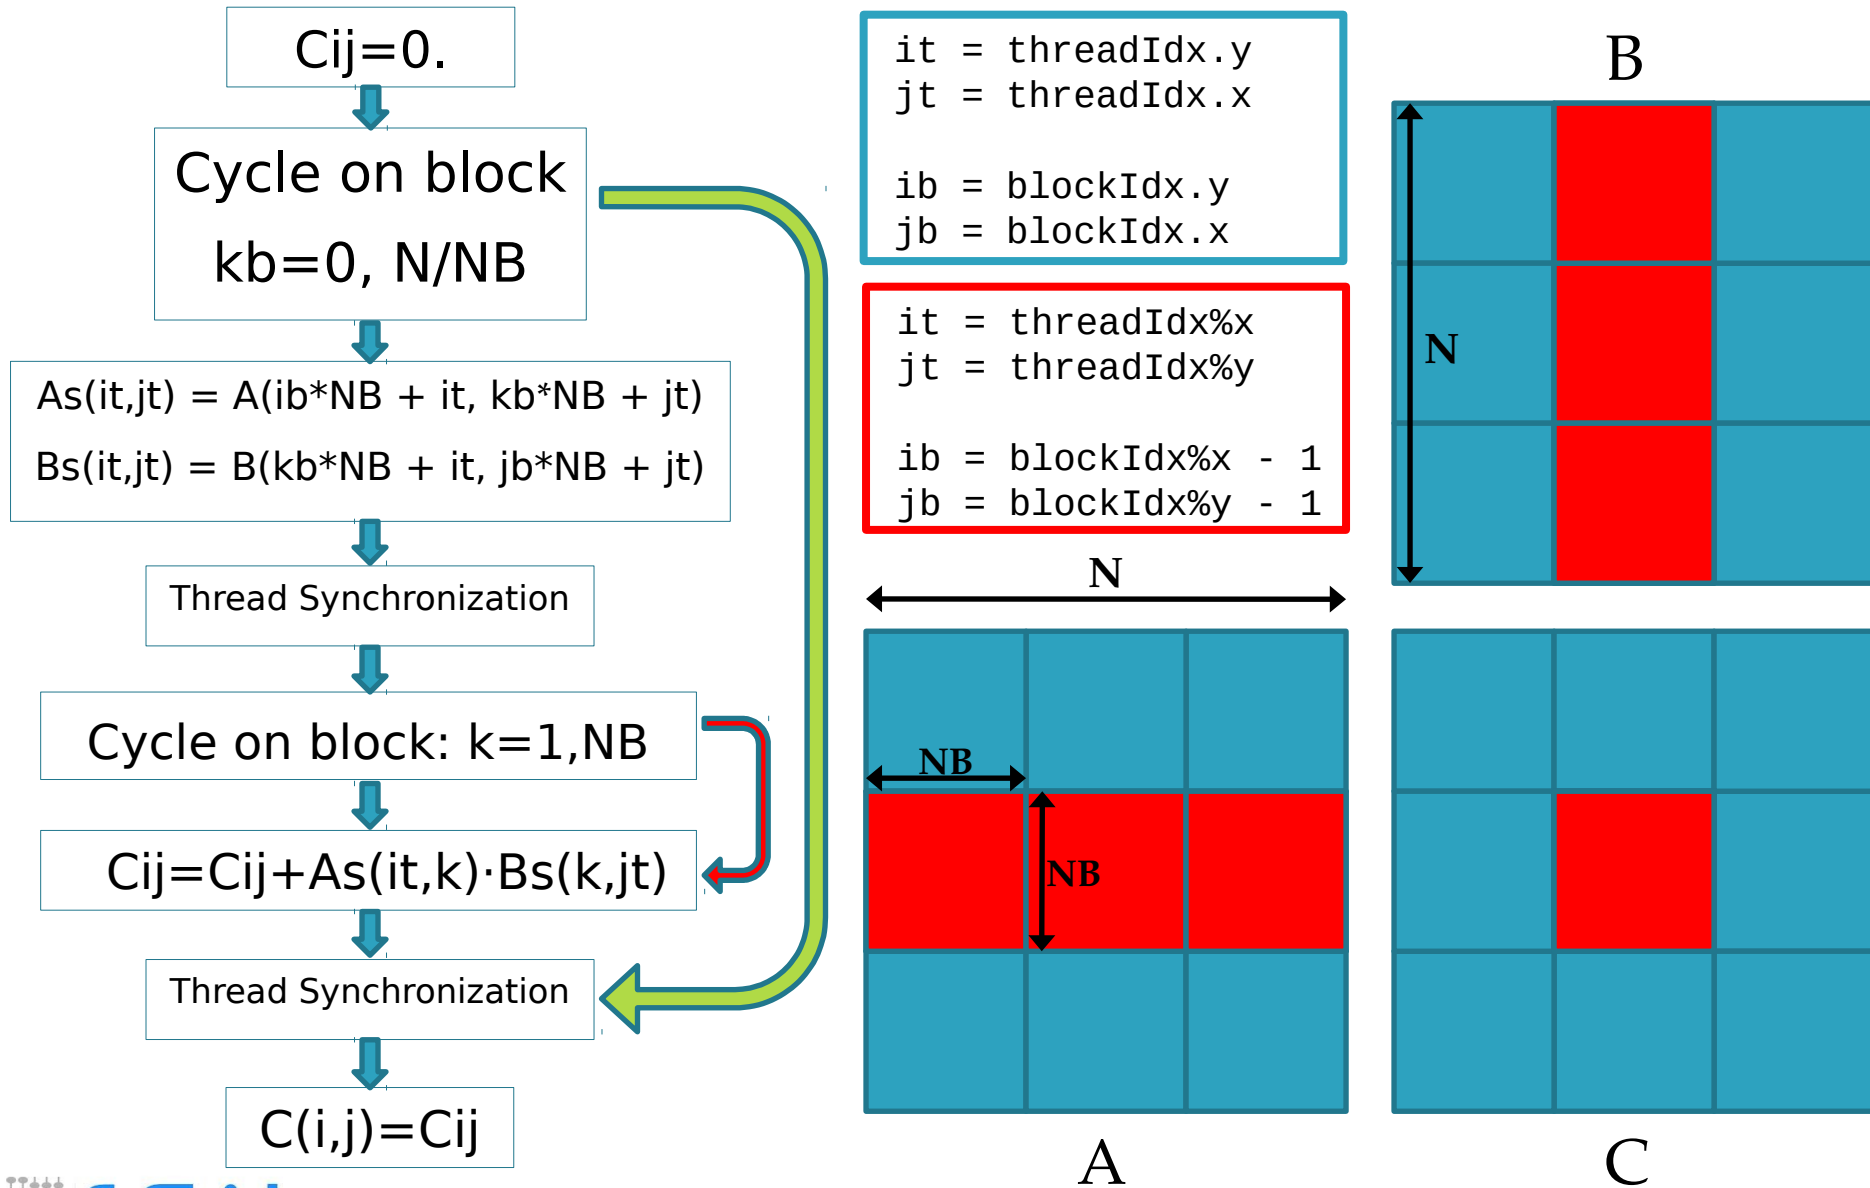 Cij=0.
Cycle on block
kb=0, N/NB
As(it,jt) = A(ib*NB + it, kb*NB + jt)
Bs(it,jt) = B(kb*NB + it, jb*NB + jt)
Thread Synchronization
Cycle on block: k=1,NB
Cij=Cij+As(it,k)·Bs(k,jt)
Thread Synchronization
C(i,j)=Cij
it = threadIdx.y
jt = threadIdx.x
ib = blockIdx.y
jb = blockIdx.x
it = threadIdx%x
jt = threadIdx%y
ib = blockIdx%x - 1
jb = blockIdx%y - 1
B
N
N
NB
NB
A
C